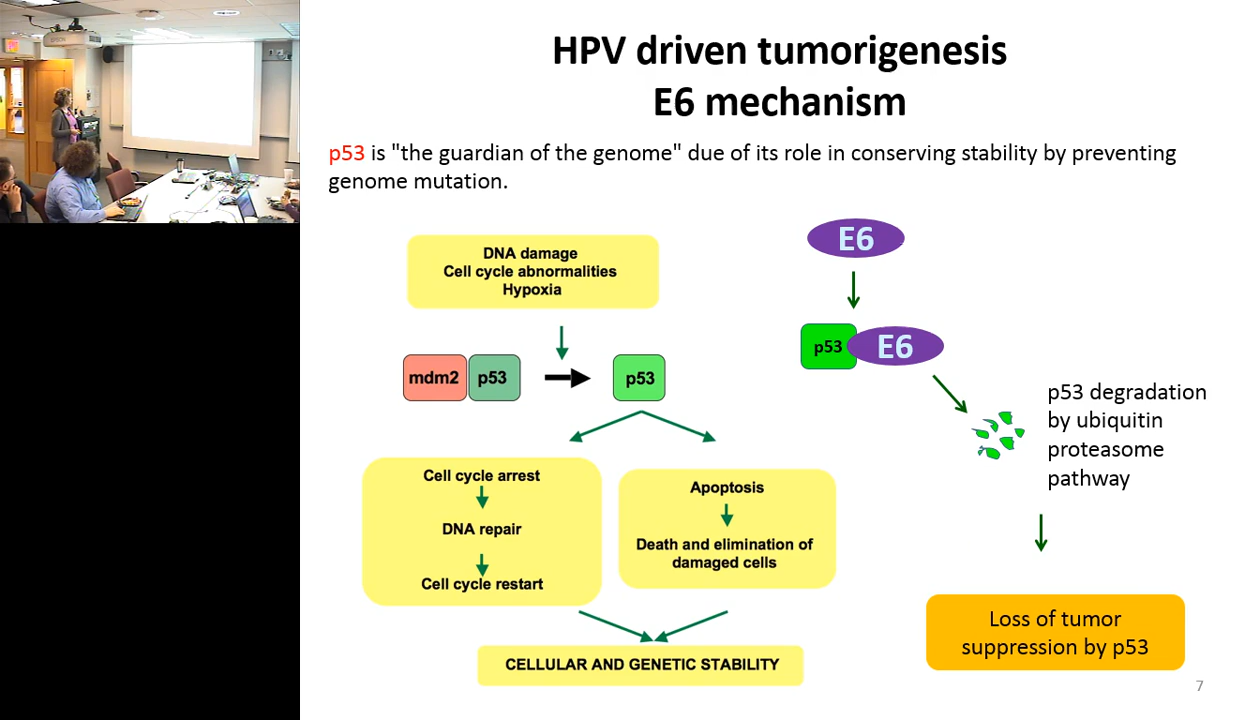 HPV driven tumorigenesis
E6 mechanism
p53 is "the guardian of the genome" due of its role in conserving stability by preventing
genome mutation.
DNA damage
Cell cycle abnormalities
Hypoxia
mdm2
p53
p53
Cell cycle arrest
DNA repair
Cell cycle restart
Apoptosis
Death and elimination of
damaged cells
CELLULAR AND GENETIC STABILITY
E6
p53
E6
p53 degradation
by ubiquitin
proteasome
pathway
Loss of tumor
suppression by p53
7